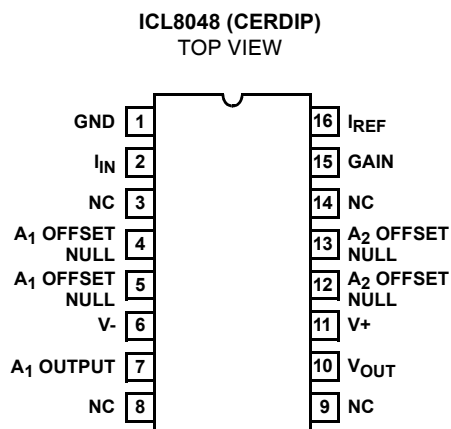 ICL8048 (CERDIP)
TOP VIEW
GND 1 16 IREF
IIN 2 15 GAIN
NC 3 14 NC
A1 OFFSET NULL 4 13 A2 OFFSET NULL
A1 OFFSET NULL 5 12 A2 OFFSET NULL
V- 6 11 V+
A1 OUTPUT 7 10 VOUT
NC 8 9 NC